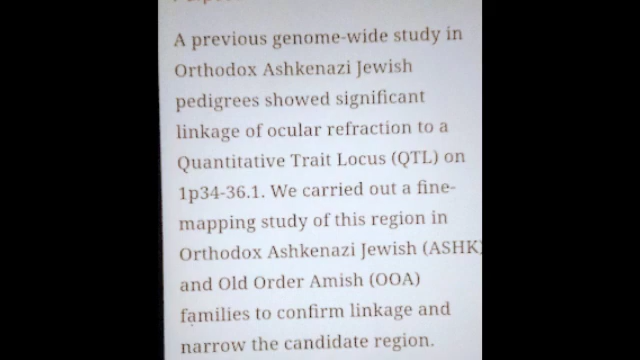 A previous genome-wide study in
Orthodox Ashkenazi Jewish
pedigrees showed significant
linkage of ocular refraction to a
Quantitative Trait Locus (QTL) on
1p34-36.1. We carried out a fine-
mapping study of this region in
Orthodox Ashkenazi Jewish (ASHK)
and Old Order Amish (OOA)
families to confirm linkage and
narrow the candidate region.